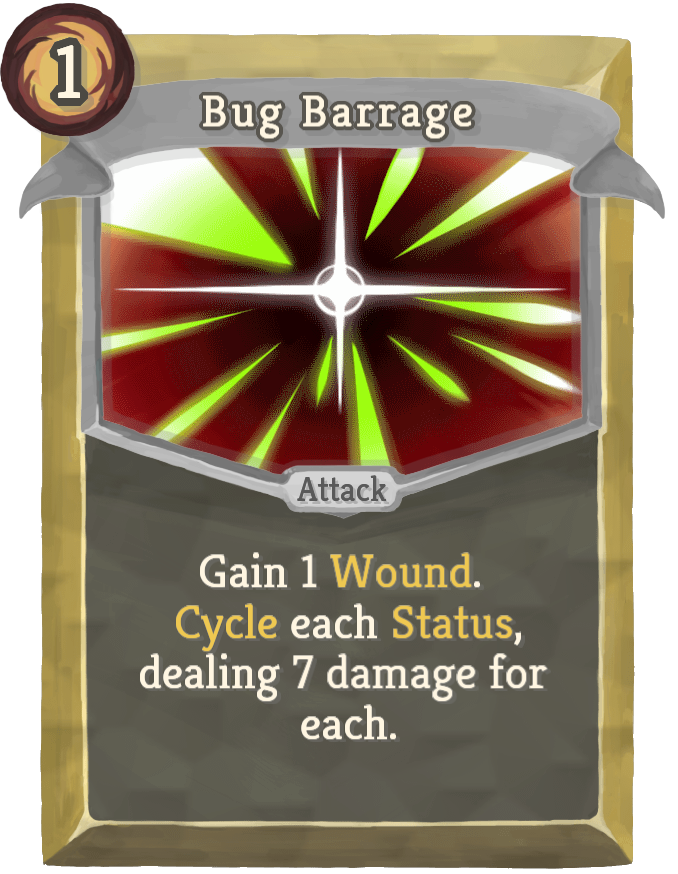 1
Bug Barrage
Attack
Gain 1 Wound.
Cycle each Status,
dealing 7 damage for
each.